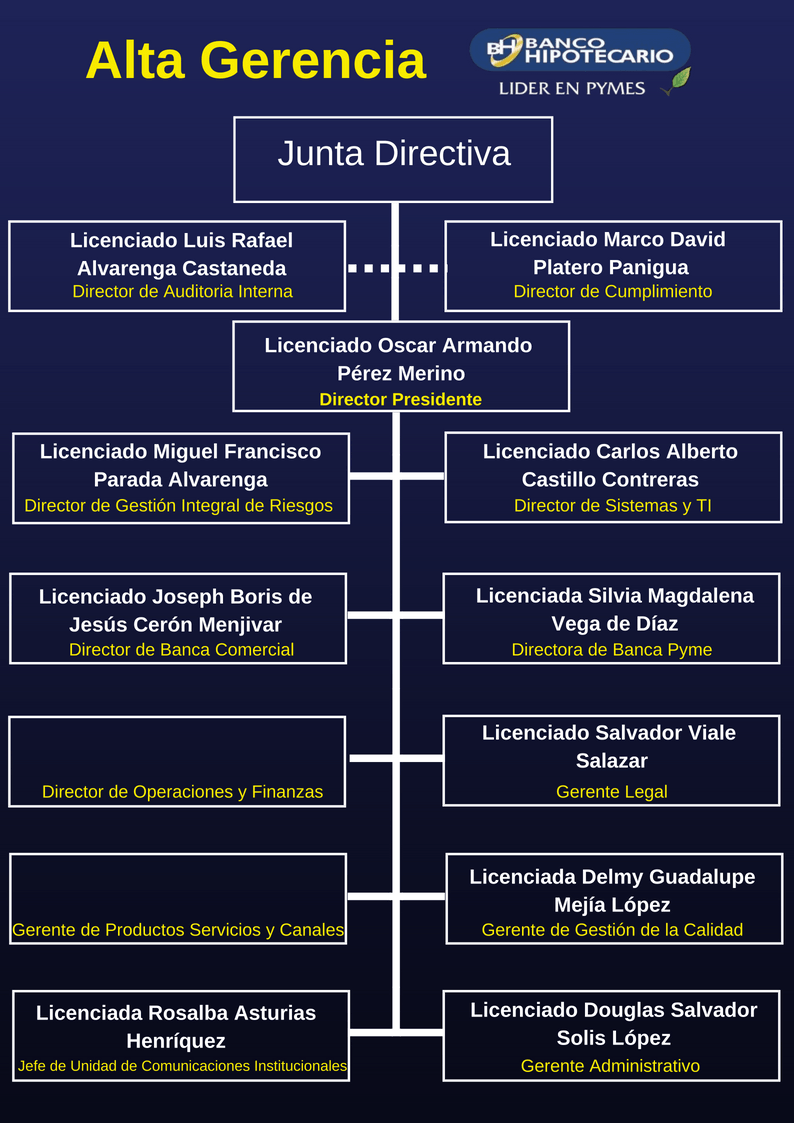 Alta Gerencia
BH BANCO
HIPOTECARIO
LIDER EN PYMES
Junta Directiva
Licenciado Luis Rafael
Alvarenga Castaneda
Director de Auditoria Interna
Licenciado Marco David
Platero Panigua
Director de Cumplimiento
Licenciado Oscar Armando
Pérez Merino
Director Presidente
Licenciado Miguel Francisco
Parada Alvarenga
Director de Gestión Integral de Riesgos
Licenciado Carlos Alberto
Castillo Contreras
Director de Sistemas y TI
Licenciado Joseph Boris de
Jesús Cerón Menjivar
Director de Banca Comercial
Licenciada Silvia Magdalena
Vega de Díaz
Directora de Banca Pyme
Director de Operaciones y Finanzas
Licenciado Salvador Viale
Salazar
Gerente Legal
Gerente de Productos Servicios y Canales
Licenciada Delmy Guadalupe
Mejía López
Gerente de Gestión de la Calidad
Licenciada Rosalba Asturias
Henríquez
Jefe de Unidad de Comunicaciones Institucionales
Licenciado Douglas Salvador
Solis López
Gerente Administrativo